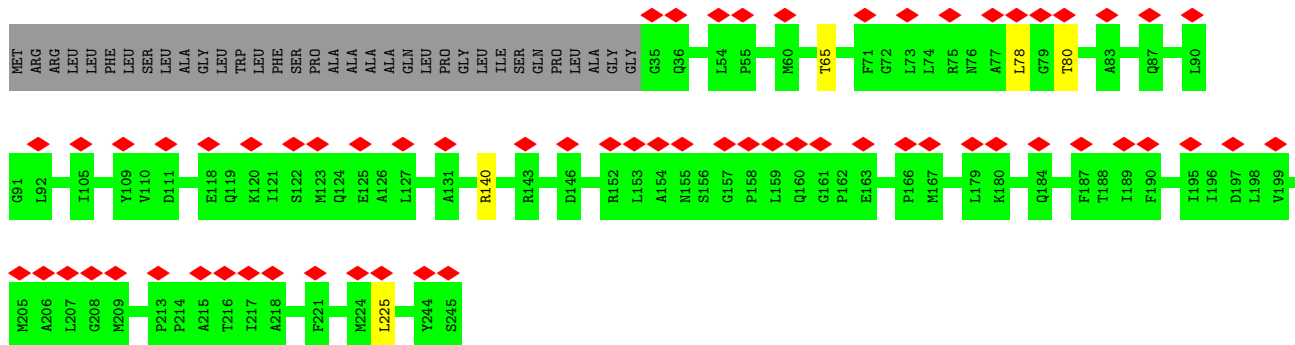 MET ARG ARG LEU LEU PHE LEU SER LEU ALA GLY LEU TRP LEU PHE SER PRO ALA ALA ALA ALA GLN LEU PRO GLY LEU ILE SER GLN PRO LEU ALA GLY GLY G35 Q36 L54 P55 M60 T65 F71 G72 L73 L74 R75 N76 A77 L78 G79 T80 A83 Q87 L90
G91 L92 I105 Y109 V110 D111 E118 Q119 K120 I121 S122 M123 Q124 E125 A126 L127 A131 R140 R143 D146 R152 L153 A154 N155 S156 G157 P158 L159 Q160 G161 P162 E163 P166 M167 L179 K180 Q184 F187 T188 I189 F190 I195 I196 D197 L198 V199
M205 A206 L207 G208 M209 P213 P214 A215 T216 I217 A218 F221 M224 L225 Y244 S245